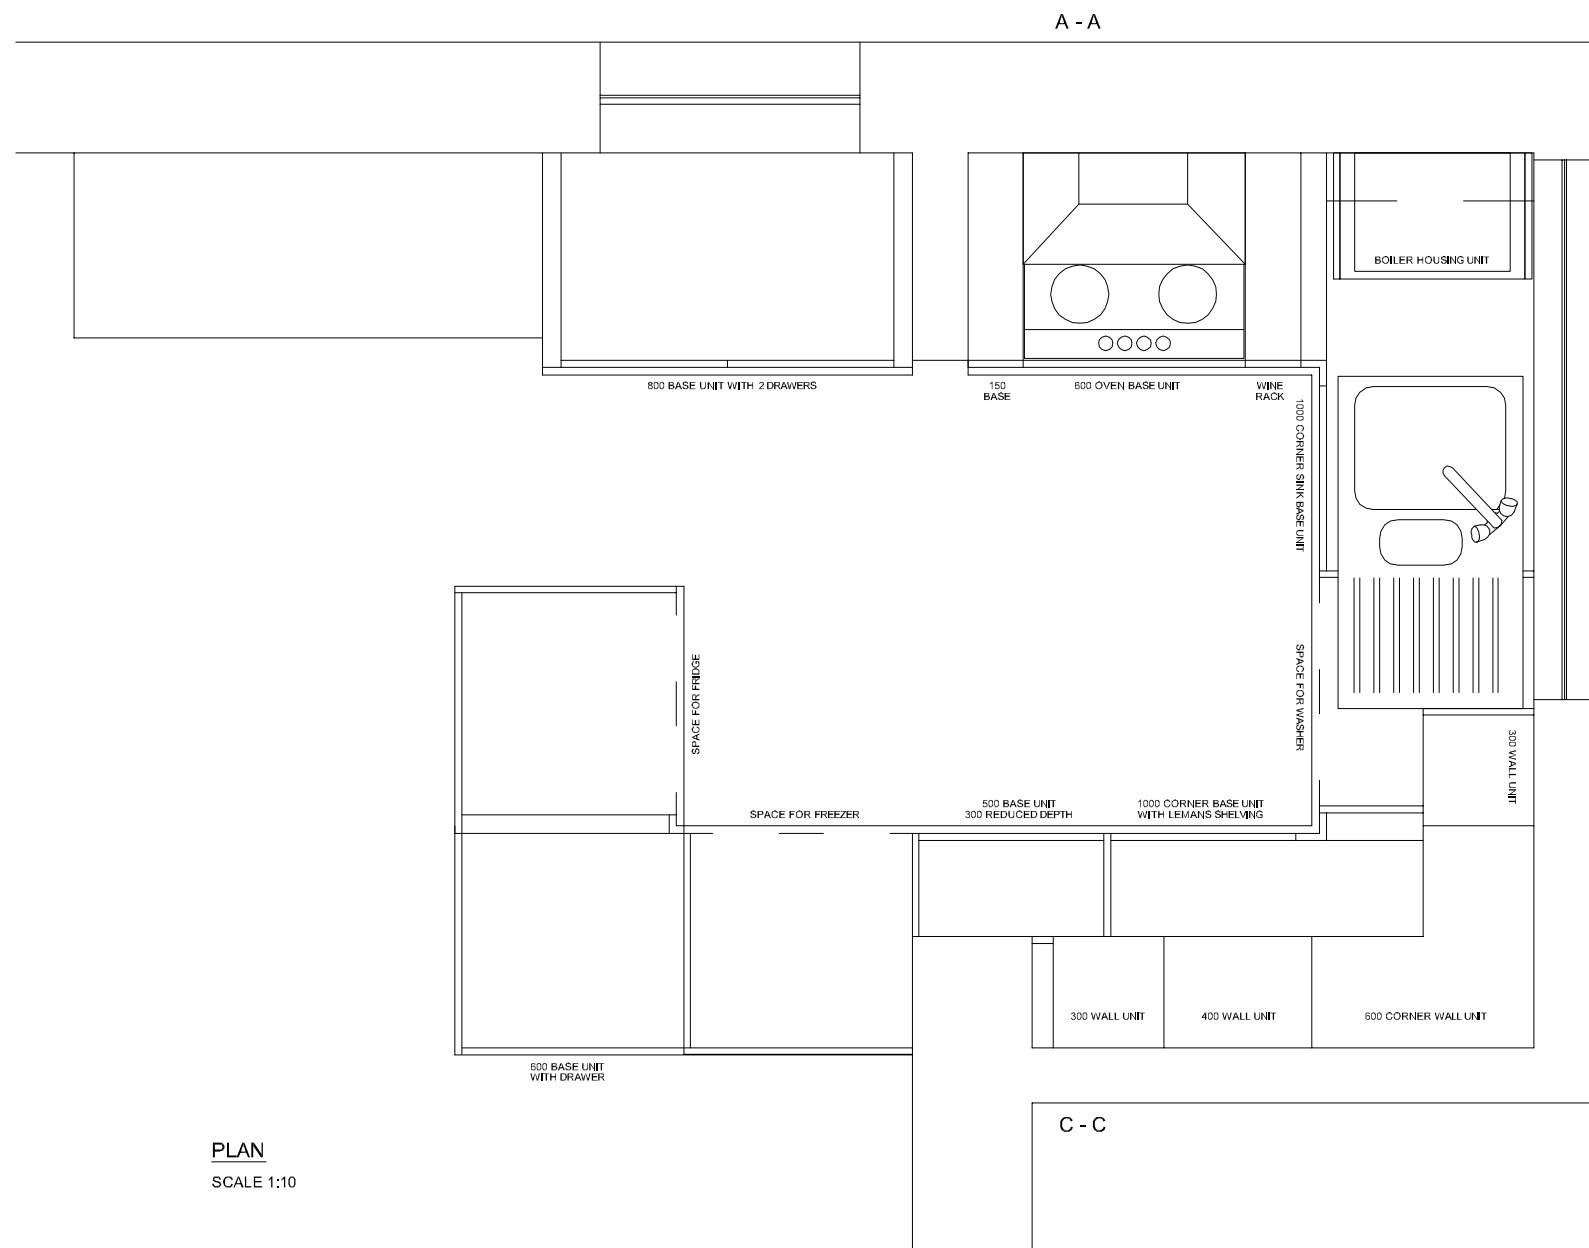 A - A
BOILER HOUSING UNIT
800 BASE UNIT WITH 2 DRAWERS
150
BASE
600 OVEN BASE UNIT
WINE
RACK
1000 CORNER SINK BASE UNIT
SPACE FOR FRIDGE
SPACE FOR WASHER
300 WALL UNIT
SPACE FOR FREEZER
500 BASE UNIT
300 REDUCED DEPTH
1000 CORNER BASE UNIT
WITH LEMANS SHELVING
300 WALL UNIT
400 WALL UNIT
600 CORNER WALL UNIT
600 BASE UNIT
WITH DRAWER
C - C
PLAN
SCALE 1:10